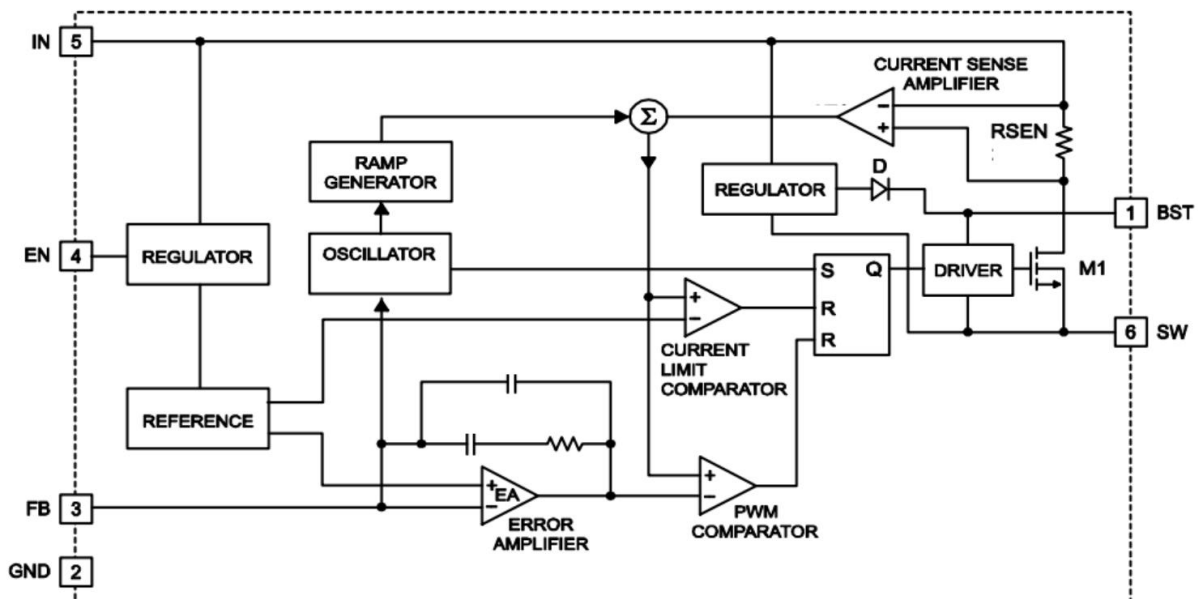 IN 5
CURRENT SENSE
AMPLIFIER
Σ
−
+
RSEN
RAMP
GENERATOR
D
REGULATOR
1 BST
EN 4
REGULATOR
OSCILLATOR
S Q
DRIVER
M1
+
−
R
CURRENT
LIMIT
COMPARATOR
R
6 SW
REFERENCE
+
EA
−
ERROR
AMPLIFIER
+
−
PWM
COMPARATOR
FB 3
GND 2